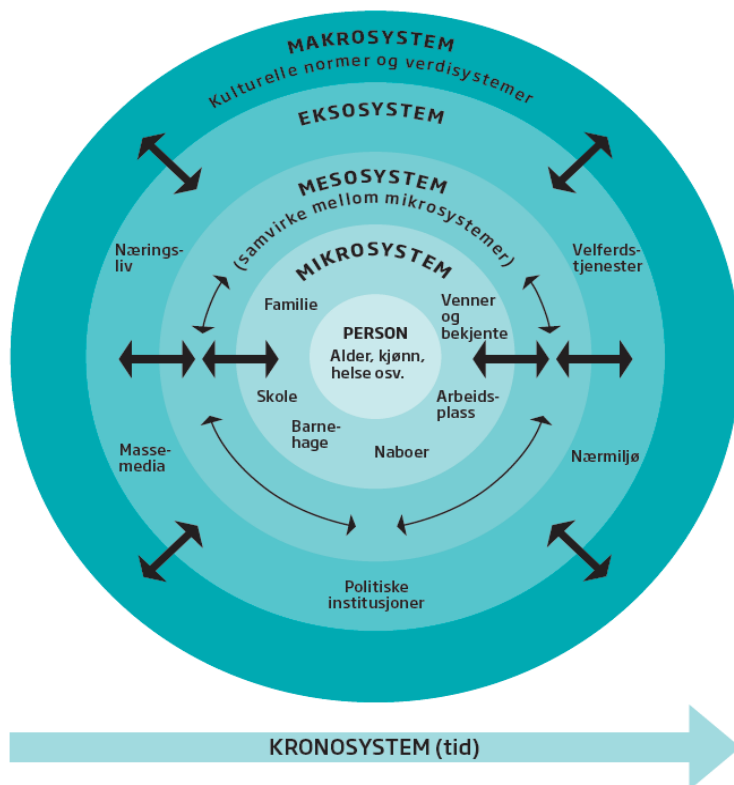 MAKROSYSTEM
Kulturelle normer og verdisystemer
EKSOSYSTEM
MESOSYSTEM
(samvirke mellom mikrosystemer)
MIKROSYSTEM
Nærings-
liv
Velferds-
tjenester
Familie
Venner
og
bekjente
PERSON
Alder, kjønn,
helse osv.
Skole
Arbeids-
plass
Barne-
hage
Naboer
Masse-
media
Nærmiljø
Politiske
institusjoner
KRONOSYSTEM (tid)